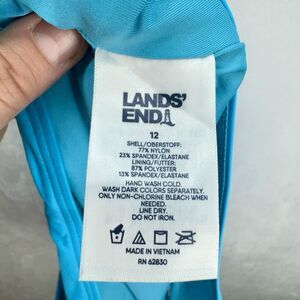 LANDS'
END
12
SHELL/OBERSTOFF:
77% NYLON
23% SPANDEX/ELASTANE
LINING/FUTTER:
87% POLYESTER
13% SPANDEX/ELASTANE
HAND WASH COLD.
WASH DARK COLORS SEPARATELY.
ONLY NON-CHLORINE BLEACH WHEN
NEEDED.
LINE DRY.
DO NOT IRON.
MADE IN VIETNAM
RN 62830